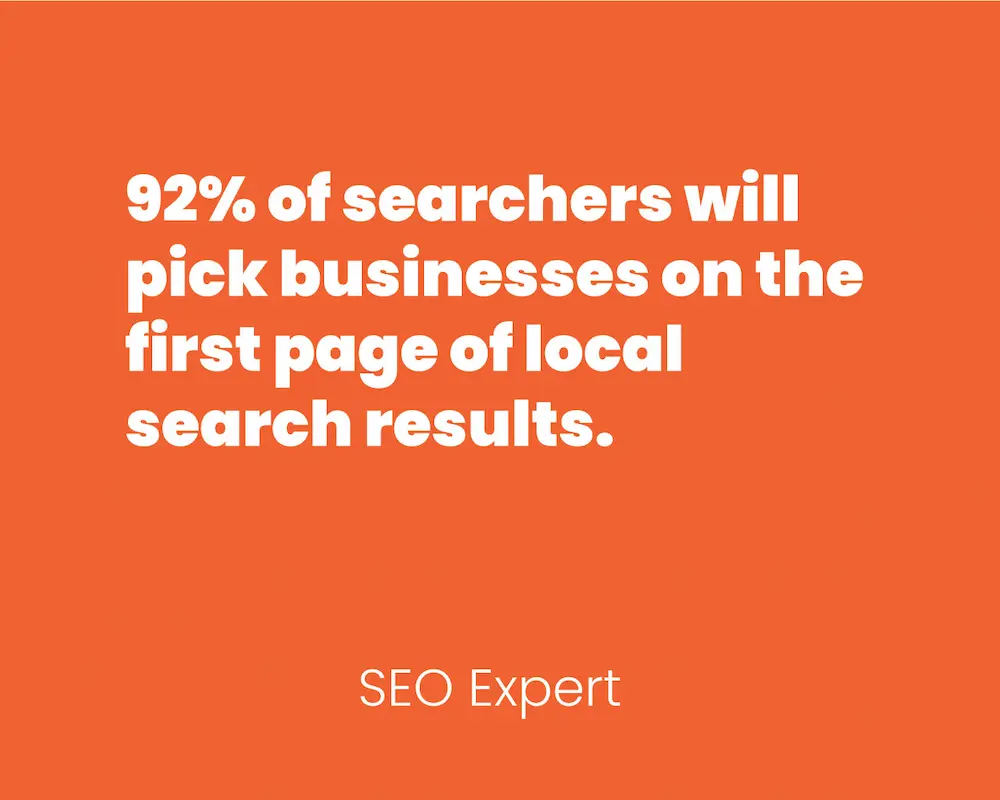 92% of searchers will
pick businesses on the
first page of local
search results.
SEO Expert